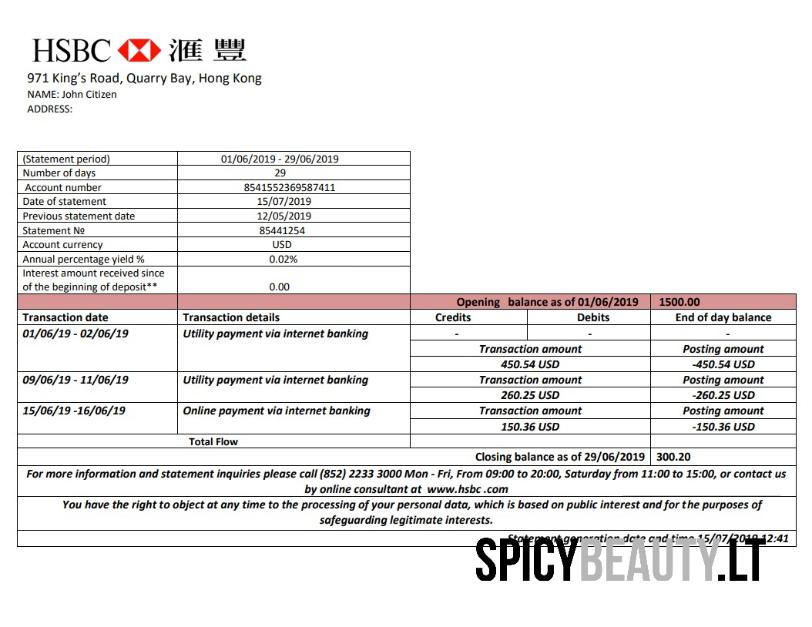 HSBC 滙豐
971 King's Road, Quarry Bay, Hong Kong
NAME: John Citizen
ADDRESS:
(Statement period) 01/06/2019 - 29/06/2019
Number of days 29
Account number 8541552369587411
Date of statement 15/07/2019
Previous statement date 12/05/2019
Statement № 85441254
Account currency USD
Annual percentage yield % 0.02%
Interest amount received since
of the beginning of deposit** 0.00
Opening balance as of 01/06/2019 1500.00
Transaction date Transaction details Credits Debits End of day balance
01/06/19 - 02/06/19 Utility payment via internet banking - - -
Transaction amount Posting amount
450.54 USD -450.54 USD
09/06/19 - 11/06/19 Utility payment via internet banking Transaction amount Posting amount
260.25 USD -260.25 USD
15/06/19 -16/06/19 Online payment via internet banking Transaction amount Posting amount
150.36 USD -150.36 USD
Total Flow
Closing balance as of 29/06/2019 300.20
For more information and statement inquiries please call (852) 2233 3000 Mon - Fri, From 09:00 to 20:00, Saturday from 11:00 to 15:00, or contact us
by online consultant at www.hsbc .com
You have the right to object at any time to the processing of your personal data, which is based on public interest and for the purposes of
safeguarding legitimate interests.
Statement generation date and time 15/07/2019 12:41
SPICYBEAUTY.LT